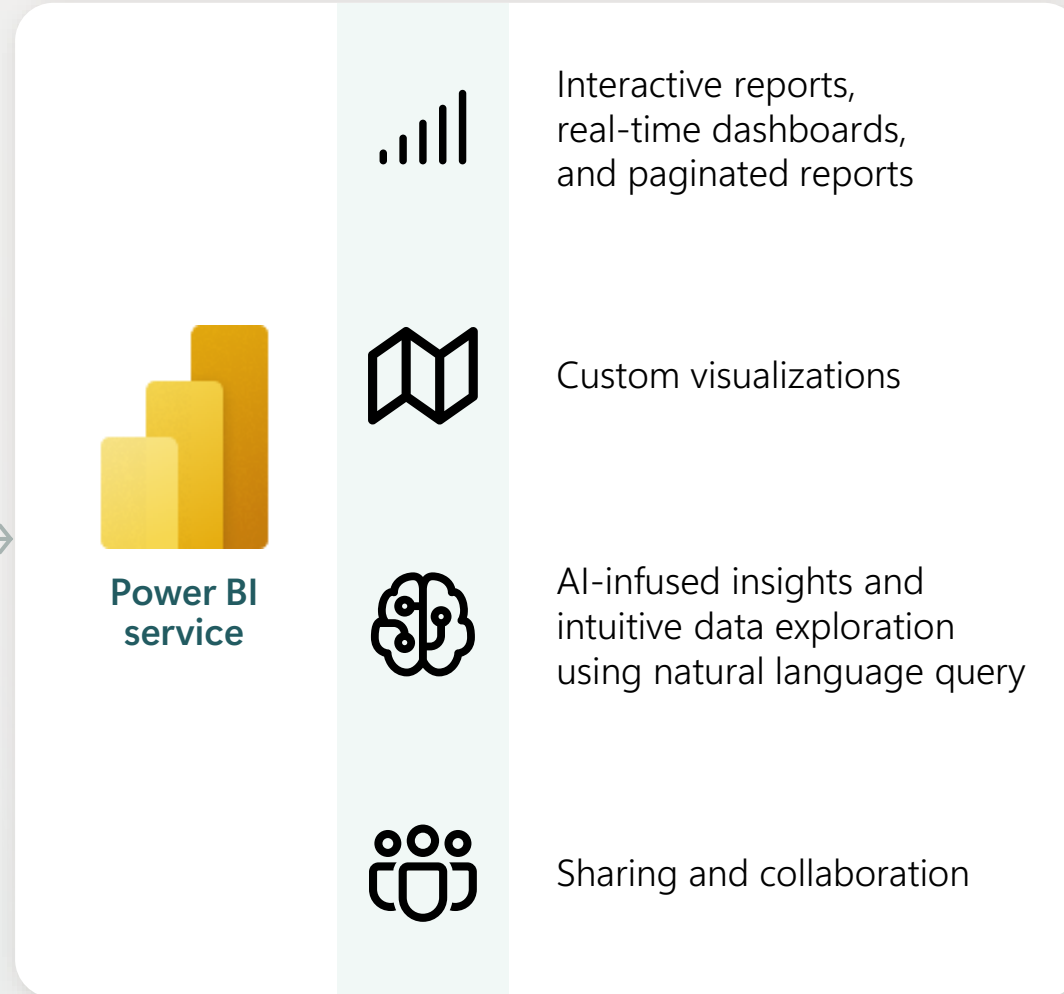 Interactive reports,
real-time dashboards,
and paginated reports
Custom visualizations
Power BI
service
AI-infused insights and
intuitive data exploration
using natural language query
Sharing and collaboration